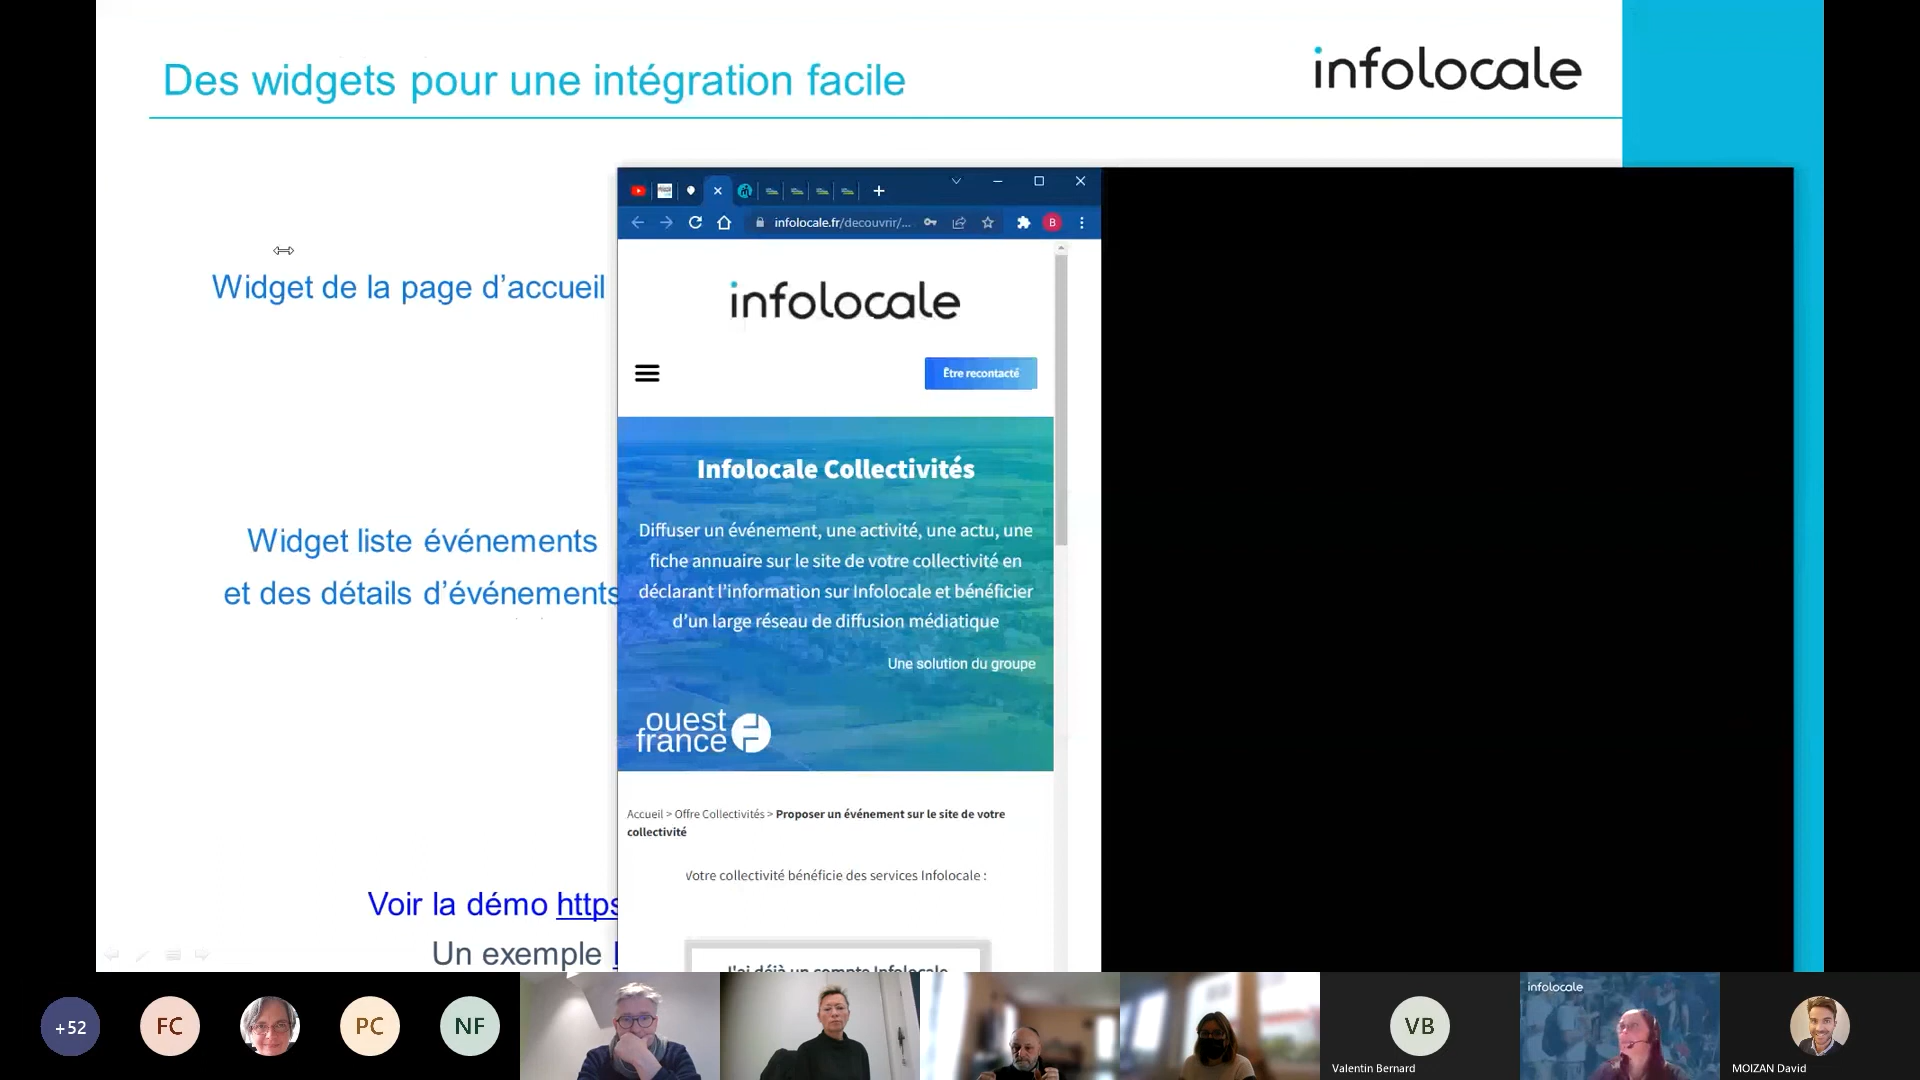 Des widgets pour une intégration facile
infolocale
infolocale.fr/decouvrir/...
B
Widget de la page d’accueil
infolocale
Être recontacté
Infolocale Collectivités
Diffuser un événement, une activité, une actu, une
fiche annuaire sur le site de votre collectivité en
déclarant l’information sur Infolocale et bénéficier
d’un large réseau de diffusion médiatique
Une solution du groupe
ouest
france
Widget liste événements
et des détails d’événements
Accueil > Offre Collectivités > Proposer un événement sur le site de votre
collectivité
Votre collectivité bénéficie des services Infolocale :
Voir la démo https
Un exemple
J'ai déjà un compte Infolocale
+52
FC
PC
NF
VB
Valentin Bernard
infolocale
MOIZAN David